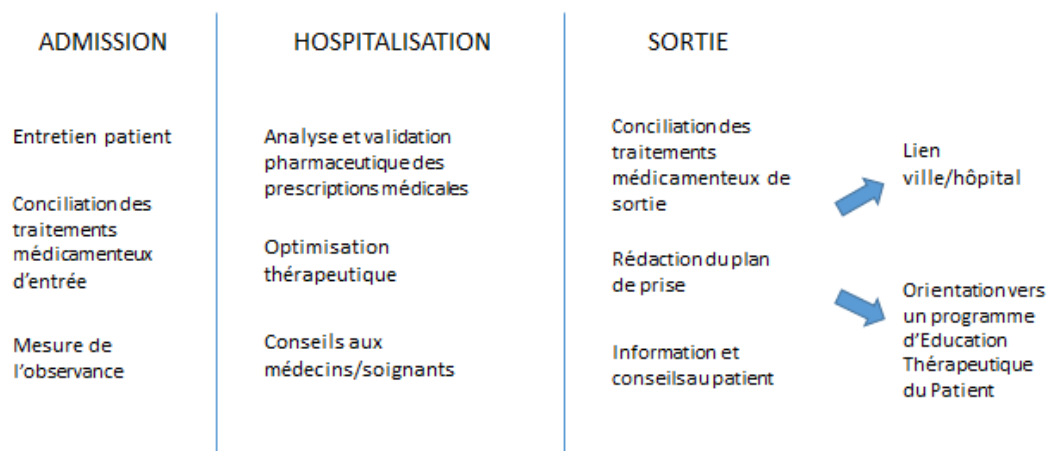 ADMISSION
Entretien patient
Conciliation des
traitements
médicamenteux
d'entrée
Mesure de
l'observance
HOSPITALISATION
Analyse et validation
pharmaceutique des
prescriptions médicales
Optimisation
thérapeutique
Conseils aux
médecins/soignants
SORTIE
Conciliation des
traitements
médicamenteux de
sortie
Rédaction du plan
de prise
Information et
conseils au patient
Lien
ville/hôpital
Orientation vers
un programme
d'Education
Thérapeutique
du Patient